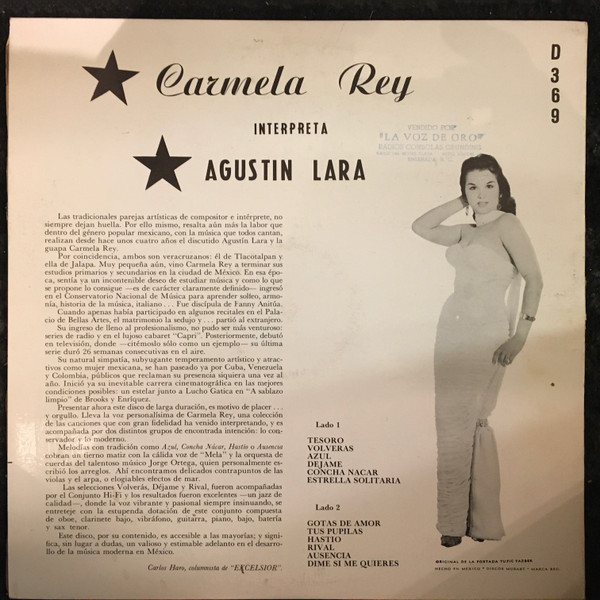 Carmela Rey
D369
INTERPRETA
AGUSTIN LARA
VENDIDO POR
"LA VOZ DE ORO"
Las tradicionales parejas artísticas de compositor e intérprete, no
siempre dejan huella. Por ello mismo, resalta aún más la labor que
dentro del género popular mexicano, con la música que todos cantan,
realizan desde hace unos cuatro años el discutido Agustín Lara y la
guapa Carmela Rey.
Por coincidencia, ambos son veracruzanos: él de Tlacotalpan y
ella de Jalapa. Muy pequeña aún, vino Carmela Rey a terminar sus
estudios primarios y secundarios en la ciudad de México. En esa épo-
ca, sentía ya un incontenible deseo de estudiar música y como lo que
se propone lo consigue —es de carácter claramente definido— ingresó
en el Conservatorio Nacional de Música para aprender solfeo, armo-
nía, historia de la música, italiano... Fue discípula de Fanny Anitúa.
Cuando apenas había participado en algunos recitales en el Pala-
cio de Bellas Artes, el matrimonio la sedujo y... partió al extranjero.
Su ingreso de lleno al profesionalismo, no pudo ser más venturoso:
series de radio y en el lujoso cabaret "Capri". Posteriormente, debutó
en televisión, donde —citémoslo sólo como un ejemplo— su última
serie duró 26 semanas consecutivas en el aire.
Su natural simpatía, subyugante temperamento artístico y atrac-
tivos como mujer mexicana, se han paseado ya por Cuba, Venezuela
y Colombia, públicos que reclaman su presencia siquiera una vez al
año. Inició ya su inevitable carrera cinematográfica en las mejores
condiciones posibles: un estelar junto a Lucho Gatica en "A sablazo
limpio" de Brooks y Enríquez.
Presentar ahora este disco de larga duración, es motivo de placer...
y orgullo. Lleva la voz personalísima de Carmela Rey, una colección
de las canciones que con gran fidelidad ha venido interpretando, y es
acompañada por dos distintos grupos de encontrada intención: lo con-
servador y lo moderno.
Melodías con tradición como Azul, Concha Nácar, Hastío o Ausencia
cobran un tierno matiz con la cálida voz de "Mela" y la orquesta de
cuerdas del talentoso músico Jorge Ortega, quien personalmente es-
cribió los arreglos. Ahí encontramos delicados contrapuntos de las
violas y el arpa, o elogiables efectos de mar.
Las selecciones Volverás, Déjame y Rival, fueron acompañadas
por el Conjunto Hi-Fi y los resultados fueron excelentes —un jazz de
calidad—, donde la voz vibrante y pasional siempre insinuando, se
entreteje con la estupenda dotación de este conjunto compuesta
de oboe, clarinete bajo, vibráfono, guitarra, piano, bajo, batería
y sax tenor.
Este disco, por su contenido, es accesible a las mayorías; y signi-
fica, sin lugar a dudas, un valioso y estimable adelanto en el desarro-
llo de la música moderna en México.
Carlos Haro, columnista de "EXCELSIOR".
Lado 1
TESORO
VOLVERAS
AZUL
DEJAME
CONCHA NACAR
ESTRELLA SOLITARIA
Lado 2
GOTAS DE AMOR
TUS PUPILAS
HASTIO
RIVAL
AUSENCIA
DIME SI ME QUIERES
ORIGINAL DE LA PORTADA TUFIC YAZBEK
HECHO EN MEXICO * DISCOS MUSART * MARCA REG.